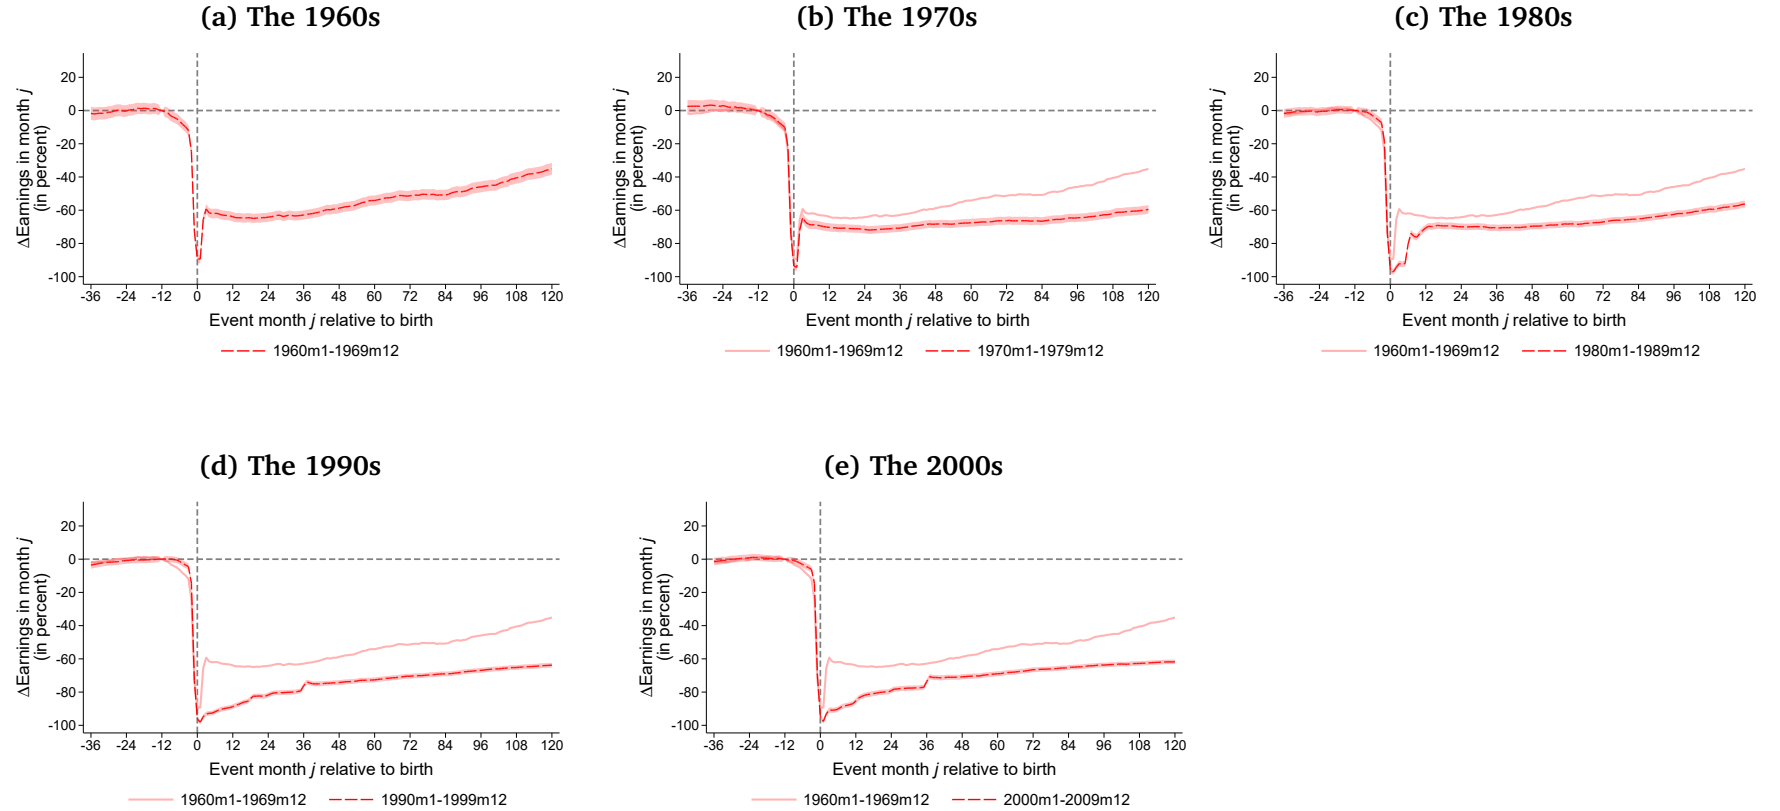 (a) The 1960s
(b) The 1970s
(c) The 1980s
ΔEarnings in month j
(in percent)
20
0
-20
-40
-60
-80
-100
-36 -24 -12 0 12 24 36 48 60 72 84 96 108 120
Event month j relative to birth
1960m1-1969m12
ΔEarnings in month j
(in percent)
20
0
-20
-40
-60
-80
-100
-36 -24 -12 0 12 24 36 48 60 72 84 96 108 120
Event month j relative to birth
1960m1-1969m12 1970m1-1979m12
ΔEarnings in month j
(in percent)
20
0
-20
-40
-60
-80
-100
-36 -24 -12 0 12 24 36 48 60 72 84 96 108 120
Event month j relative to birth
1960m1-1969m12 1980m1-1989m12
(d) The 1990s
(e) The 2000s
ΔEarnings in month j
(in percent)
20
0
-20
-40
-60
-80
-100
-36 -24 -12 0 12 24 36 48 60 72 84 96 108 120
Event month j relative to birth
1960m1-1969m12 1990m1-1999m12
ΔEarnings in month j
(in percent)
20
0
-20
-40
-60
-80
-100
-36 -24 -12 0 12 24 36 48 60 72 84 96 108 120
Event month j relative to birth
1960m1-1969m12 2000m1-2009m12